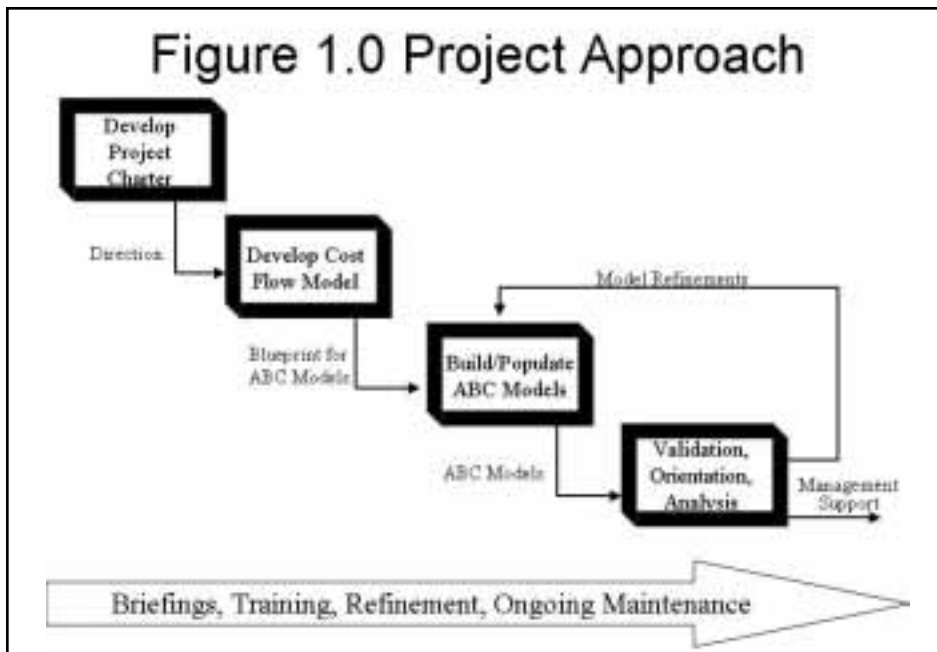 Figure 1.0 Project Approach
Develop
Project
Charter
Direction
Develop Cost
Flow Model
Model Refinements
Blueprint for
ABC Models
Build/Populate
ABC Models
ABC Models
Validation,
Orientation,
Analysis
Management
Support
Briefings, Training, Refinement, Ongoing Maintenance